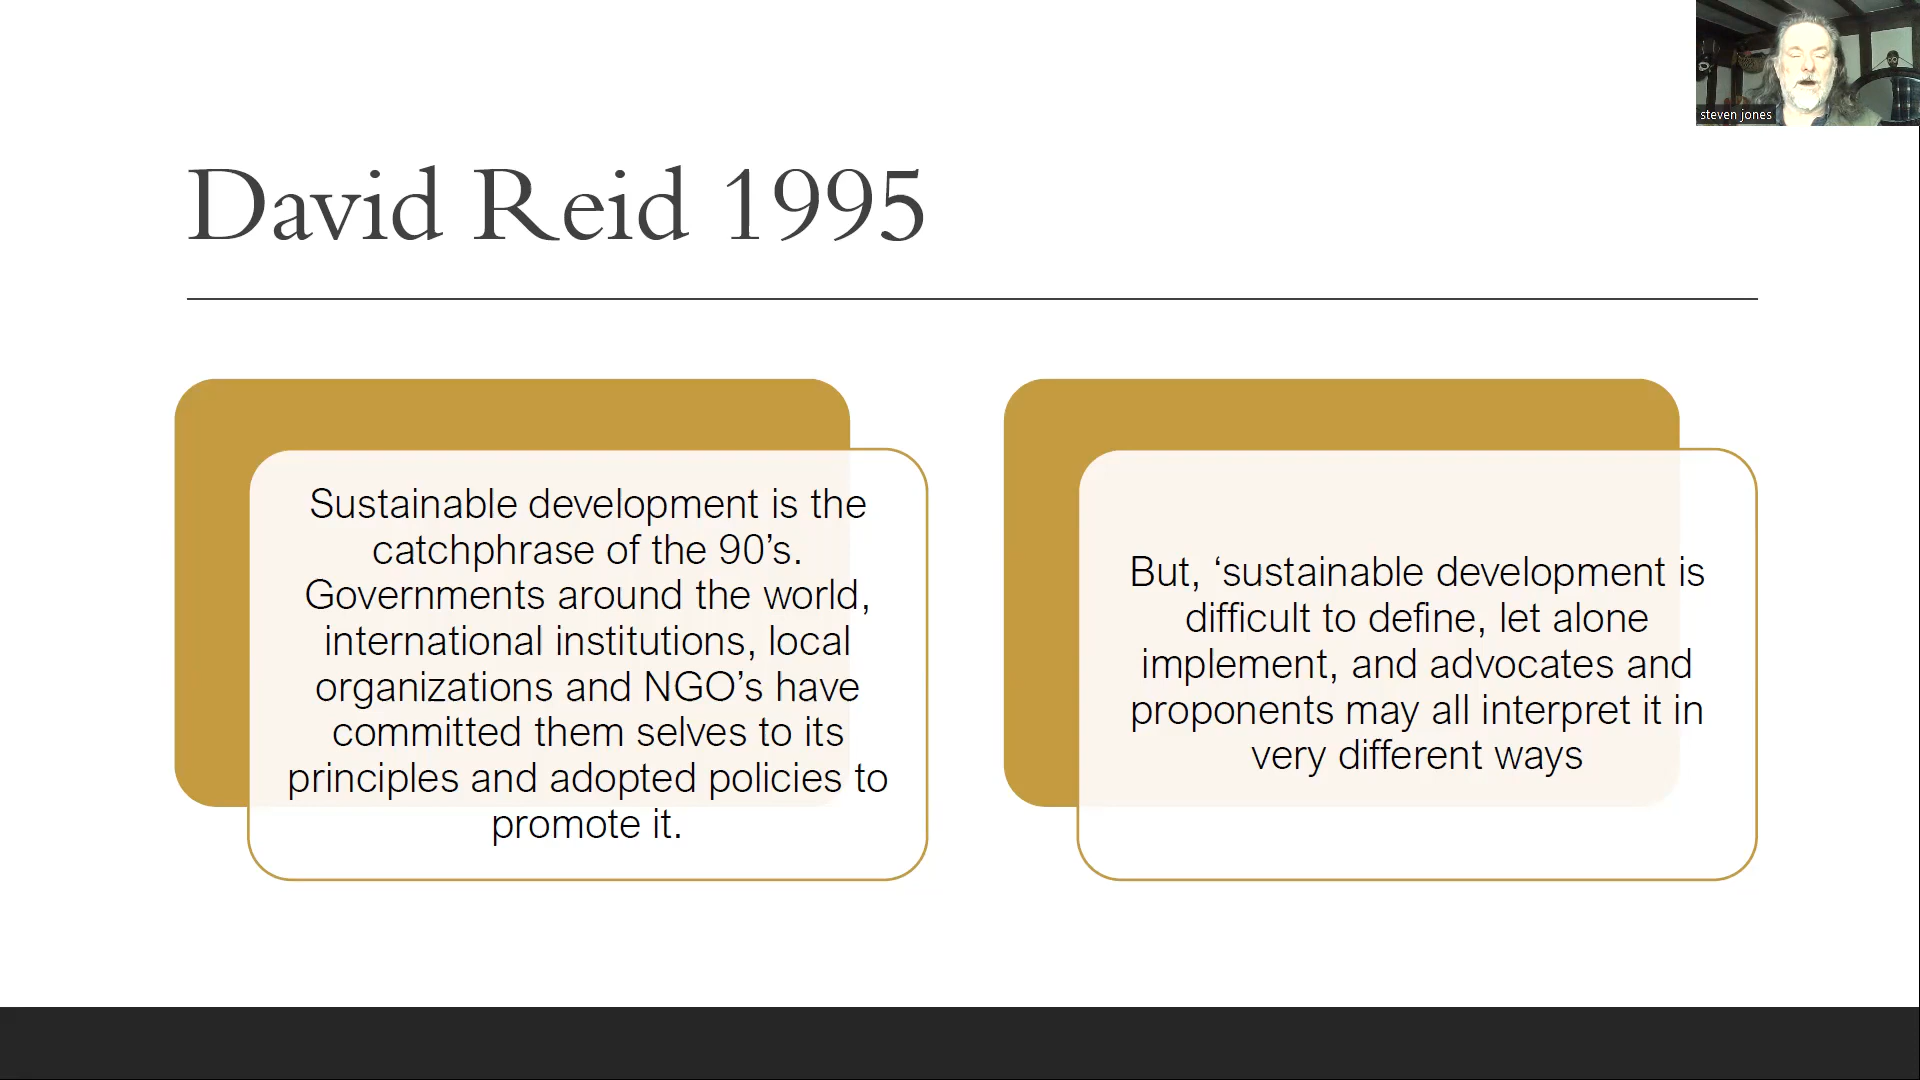 steven jones
David Reid 1995
Sustainable development is the
catchphrase of the 90’s.
Governments around the world,
international institutions, local
organizations and NGO’s have
committed them selves to its
principles and adopted policies to
promote it.
But, ‘sustainable development is
difficult to define, let alone
implement, and advocates and
proponents may all interpret it in
very different ways